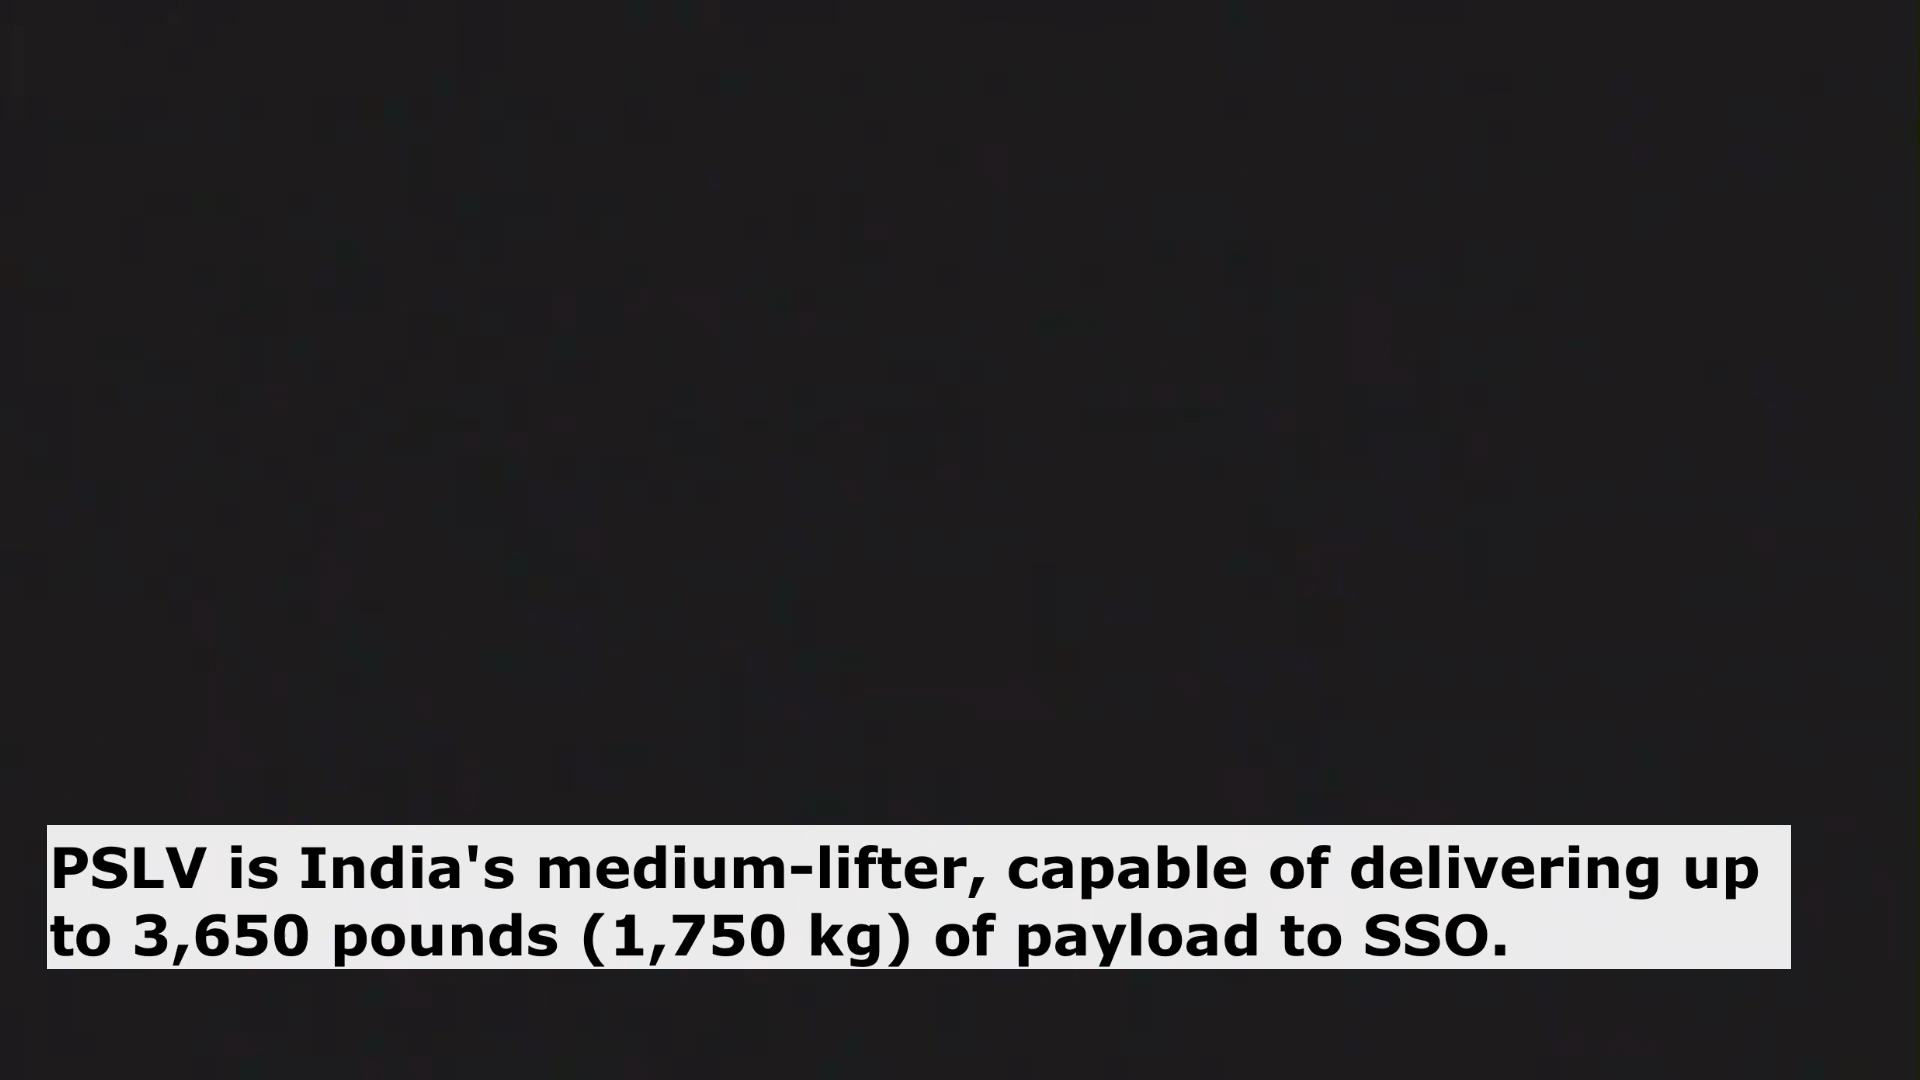 PSLV is India's medium-lifter, capable of delivering up
to 3,650 pounds (1,750 kg) of payload to SSO.